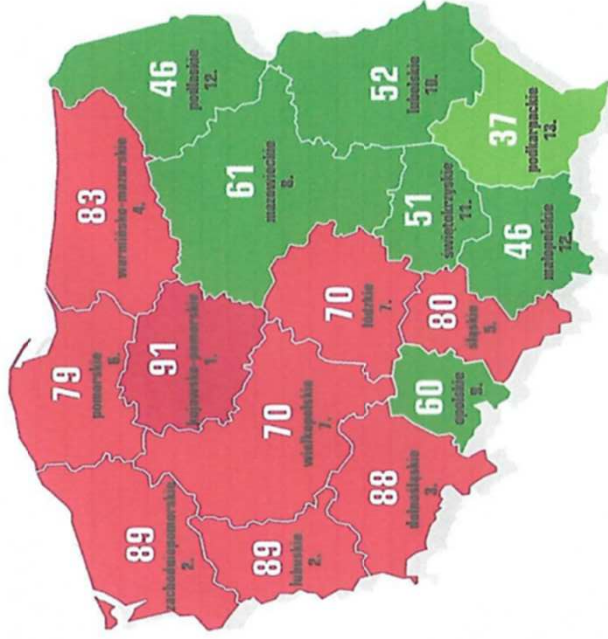 79
pomorskie
6.
83
warmińsko-mazurskie
4.
46
podlaskie
12.
89
zachodniopomorskie
2.
91
kujawsko-pomorskie
1.
61
mazowieckie
8.
89
lubuskie
2.
70
wielkopolskie
7.
70
łódzkie
7.
52
lubelskie
10.
88
dolnośląskie
3.
60
opolskie
9.
80
śląskie
5.
51
świętokrzyskie
11.
46
małopolskie
12.
37
podkarpackie
13.